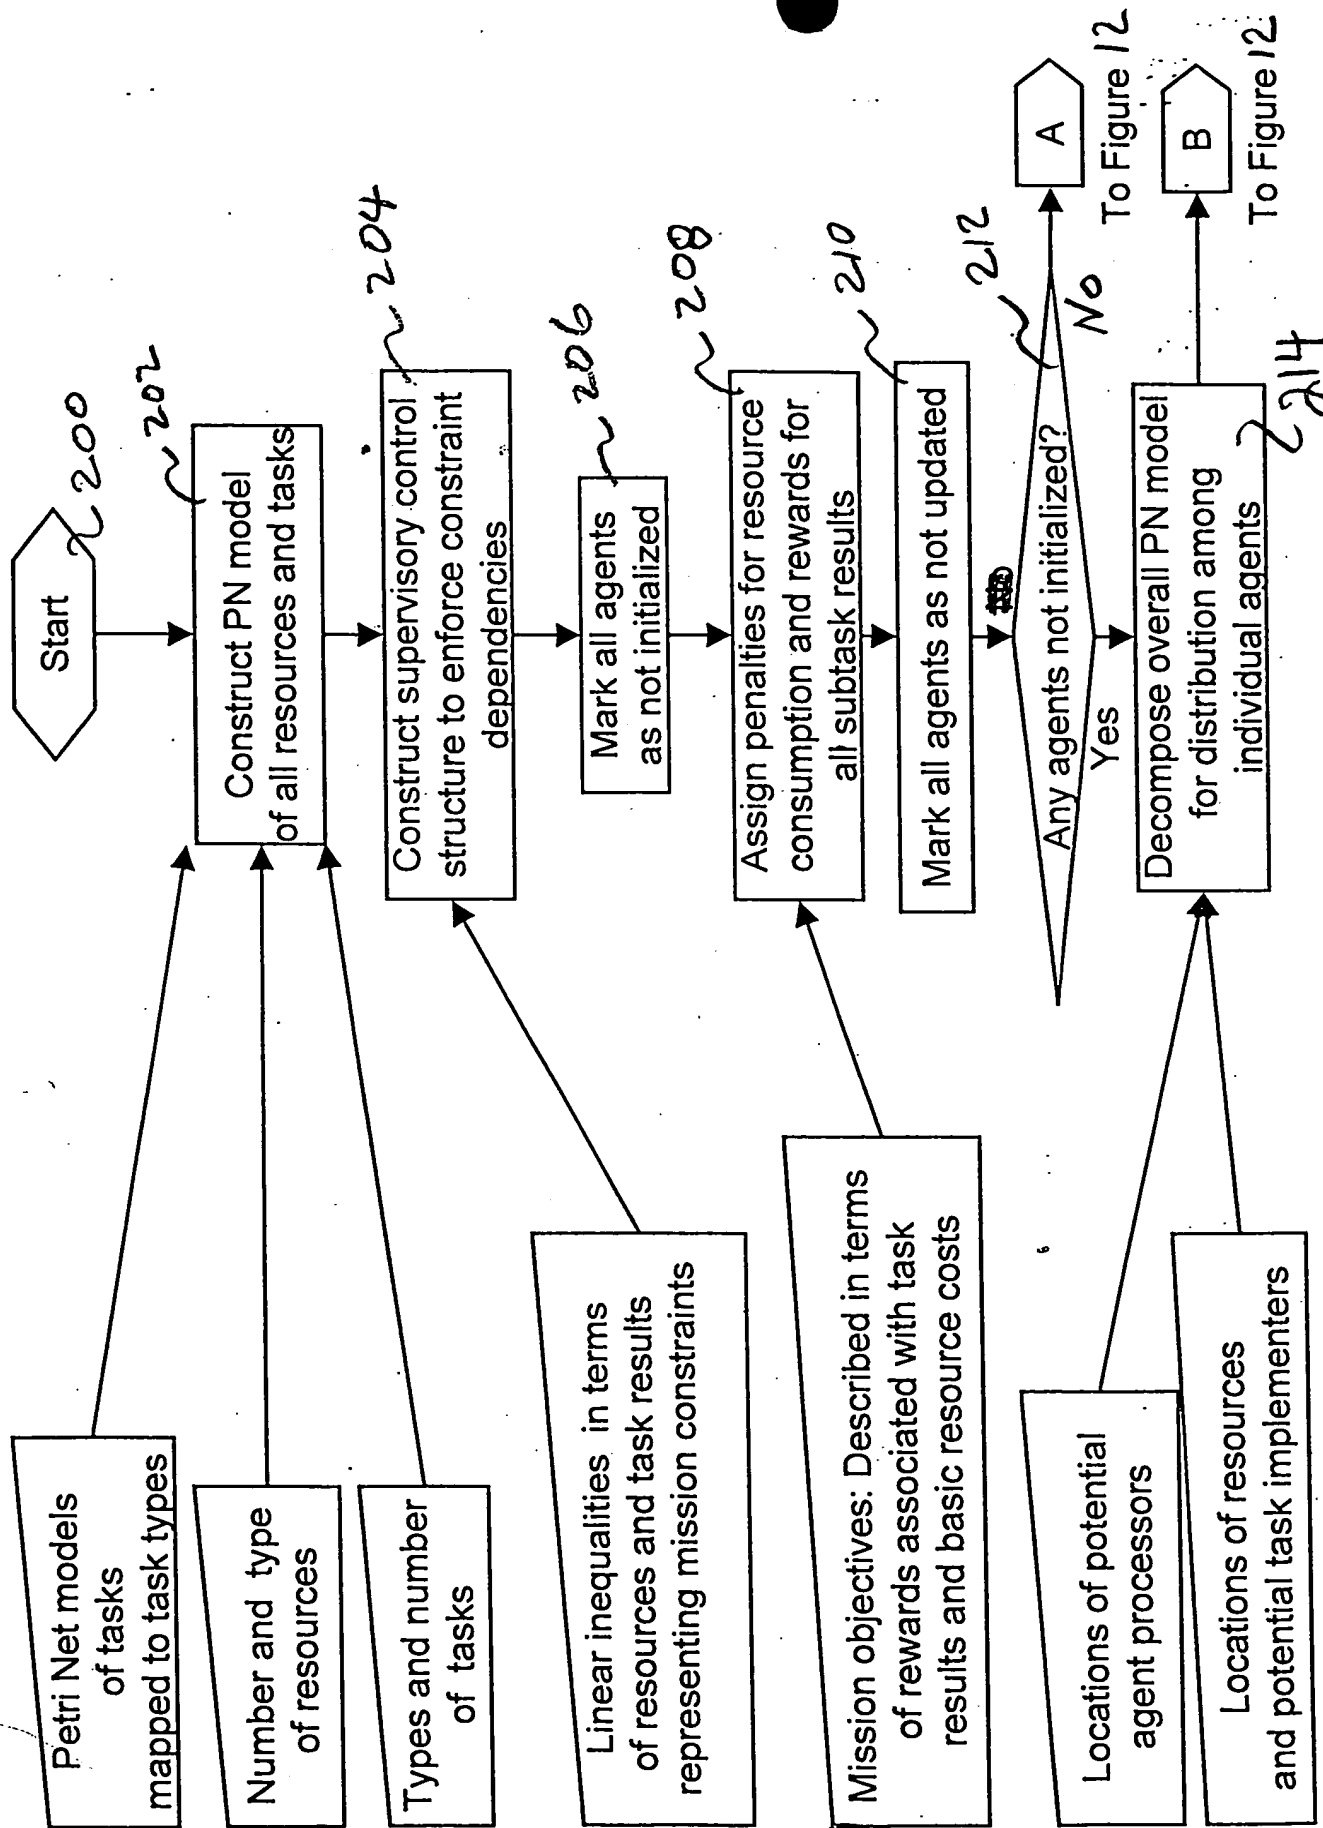 Start
200
Petri Net models
of tasks
mapped to task types
Number and type
of resources
Types and number
of tasks
Construct PN model
of all resources and tasks
202
Linear inequalities in terms
of resources and task results
representing mission constraints
Construct supervisory control
structure to enforce constraint
dependencies
204
Mark all agents
as not initialized
206
Mission objectives: Described in terms
of rewards associated with task
results and basic resource costs
Assign penalties for resource
consumption and rewards for
all subtask results
208
Mark all agents as not updated
210
Any agents not initialized?
212
No
A
To Figure 12
Yes
Locations of potential
agent processors
Locations of resources
and potential task implementers
Decompose overall PN model
for distribution among
individual agents
214
B
To Figure 12